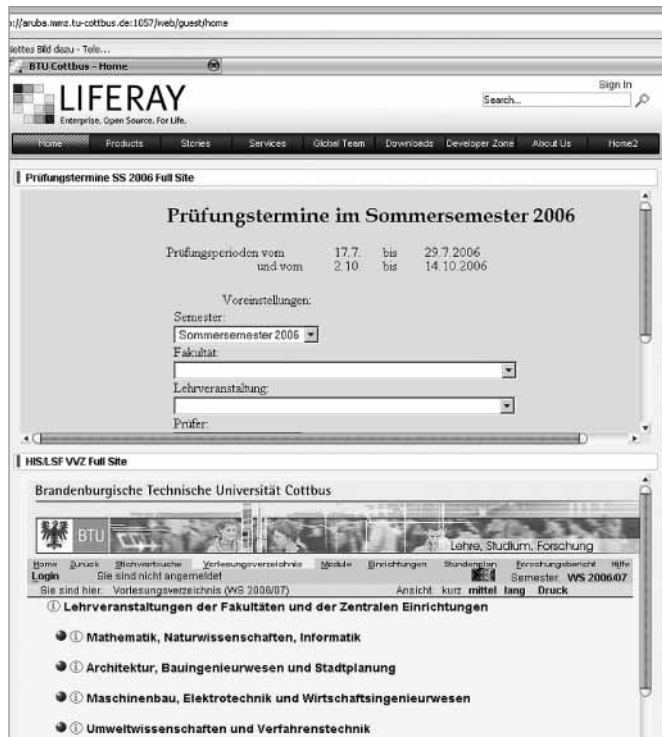 ://aruba.mmz.tu-cottbus.de:1057/web/guest/home
Bild dazu - Tele...
BTU Cottbus - Home
LIFERAY
Enterprise. Open Source. For Life.
Sign In
Search...
Home Products Stories Services Global Team Downloads Developer Zone About Us Home2
Prüfungstermine SS 2006 Full Site
Prüfungstermine im Sommersemester 2006
Prüfungsperioden vom 17.7. bis 29.7.2006
und vom 2.10. bis 14.10.2006
Voreinstellungen:
Semester:
Sommersemester 2006
Fakultät:
Lehrveranstaltung:
Prüfer:
HIS/LSF VVZ Full Site
Brandenburgische Technische Universität Cottbus
BTU
Lehre, Studium, Forschung
Home Zurück Stichwortsuche Vorlesungsverzeichnis Module Einrichtungen Stundenplan Forschungsbericht Hilfe
Login Sie sind nicht angemeldet Semester: WS 2006/07
Sie sind hier: Vorlesungsverzeichnis (WS 2006/07) Ansicht: kurz mittel lang Druck
Lehrveranstaltungen der Fakultäten und der Zentralen Einrichtungen
Mathematik, Naturwissenschaften, Informatik
Architektur, Bauingenieurwesen und Stadtplanung
Maschinenbau, Elektrotechnik und Wirtschaftsingenieurwesen
Umweltwissenschaften und Verfahrenstechnik